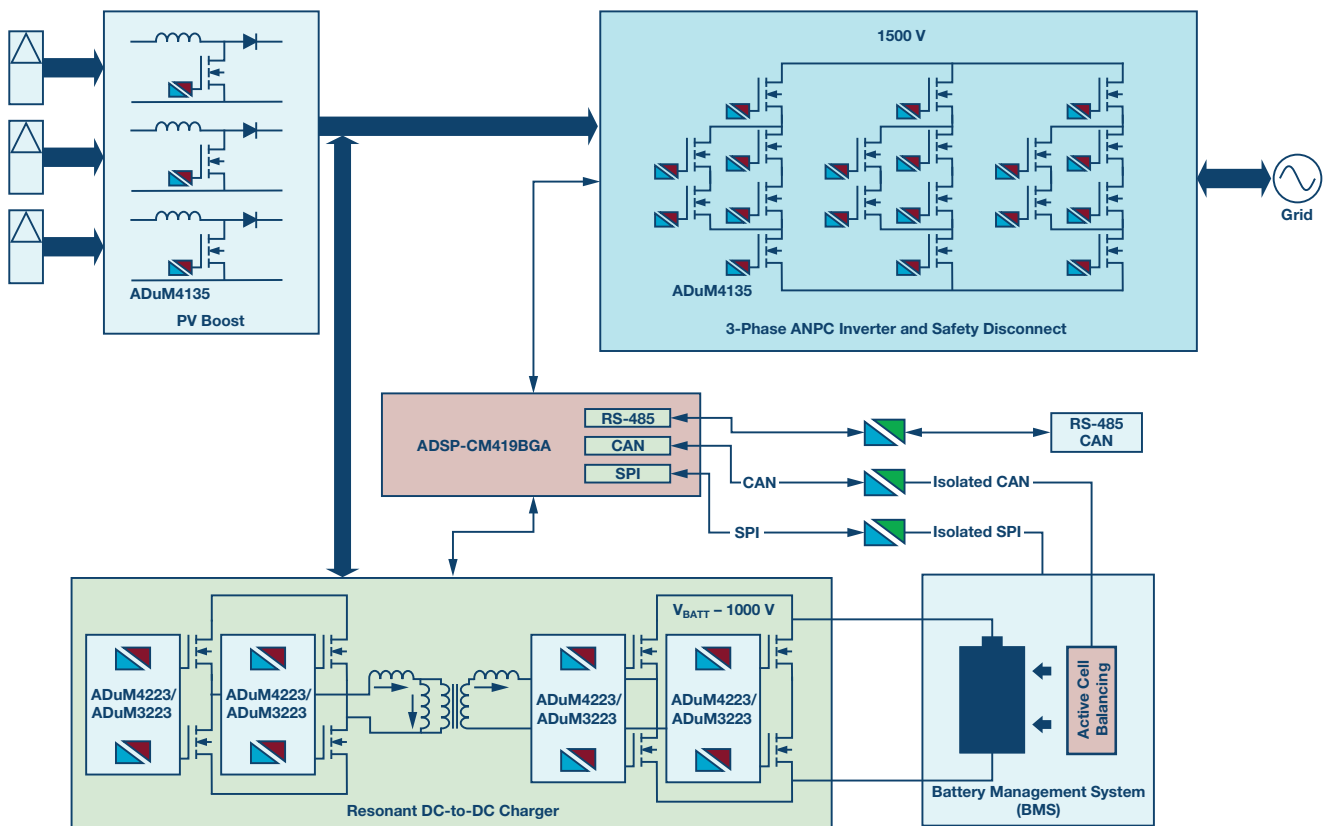 1500 V
ADuM4135
PV Boost
ADuM4135
3-Phase ANPC Inverter and Safety Disconnect
Grid
ADSP-CM419BGA
RS-485
CAN
SPI
RS-485
CAN
CAN
Isolated CAN
SPI
Isolated SPI
V_BATT – 1000 V
ADuM4223/
ADuM3223
ADuM4223/
ADuM3223
ADuM4223/
ADuM3223
ADuM4223/
ADuM3223
Resonant DC-to-DC Charger
Active Cell
Balancing
Battery Management System
(BMS)